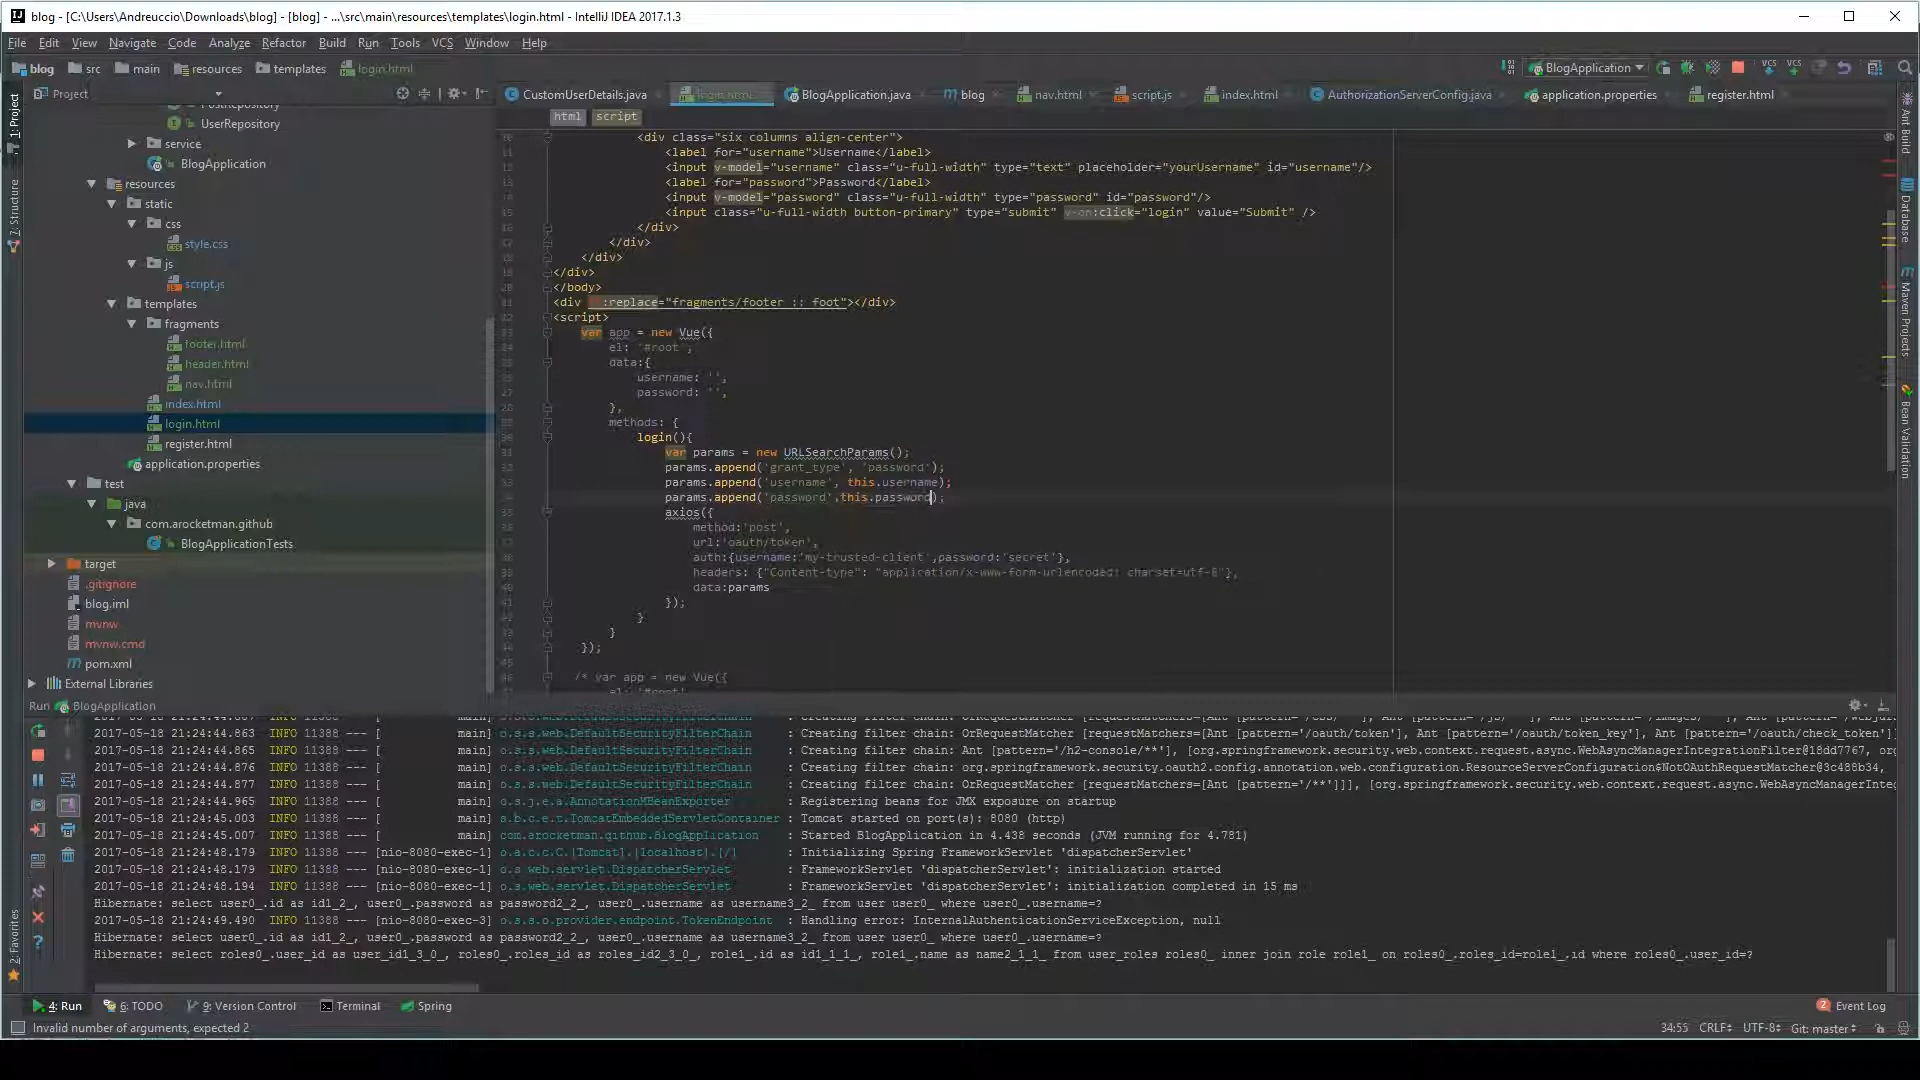 blog - [C:\Users\Andreuccio\Downloads\blog] - [blog] - ...\src\main\resources\templates\login.html - IntelliJ IDEA 2017.1.3
File Edit View Navigate Code Analyze Refactor Build Run Tools VCS Window Help
blog src main resources templates login.html BlogApplication
Project CustomUserDetails.java login.html BlogApplication.java blog nav.html script.js index.html AuthorizationServerConfig.java application.properties register.html
html script
PostRepository
UserRepository
service
BlogApplication
resources
static
css
style.css
js
script.js
templates
fragments
footer.html
header.html
nav.html
index.html
login.html
register.html
application.properties
test
java
com.arocketman.github
BlogApplicationTests
target
.gitignore
blog.iml
mvnw
mvnw.cmd
pom.xml
External Libraries
1: Project
7: Structure
2: Favorites
Ant Build
Database
Maven Projects
Bean Validation
<div class="six columns align-center">
<label for="username">Username</label>
<input v-model="username" class="u-full-width" type="text" placeholder="yourUsername" id="username"/>
<label for="password">Password</label>
<input v-model="password" class="u-full-width" type="password" id="password"/>
<input class="u-full-width button-primary" type="submit" v-on:click="login" value="Submit" />
</div>
</div>
</div>
</div>
</body>
<div :replace="fragments/footer :: foot"></div>
<script>
var app = new Vue({
el: '#root',
data:{
username: '',
password: '',
},
methods: {
login(){
var params = new URLSearchParams();
params.append('grant_type', 'password');
params.append('username', this.username);
params.append('password',this.password);
axios({
method:'post',
url:'oauth/token',
auth:{username:'my-trusted-client',password:'secret'},
headers: {"Content-type": "application/x-www-form-urlencoded; charset=utf-8"},
data:params
});
}
}
});
/* var app = new Vue({
el: '#root',
Run BlogApplication
2017-05-18 21:24:44.863 INFO 11388 --- [ main] o.s.s.web.DefaultSecurityFilterChain : Creating filter chain: OrRequestMatcher [requestMatchers=[Ant [pattern='/oauth/token'], Ant [pattern='/oauth/token_key'], Ant [pattern='/oauth/check_token']]
2017-05-18 21:24:44.865 INFO 11388 --- [ main] o.s.s.web.DefaultSecurityFilterChain : Creating filter chain: Ant [pattern='/h2-console/**'], [org.springframework.security.web.context.request.async.WebAsyncManagerIntegrationFilter@18dd7767, or
2017-05-18 21:24:44.876 INFO 11388 --- [ main] o.s.s.web.DefaultSecurityFilterChain : Creating filter chain: org.springframework.security.oauth2.config.annotation.web.configuration.ResourceServerConfiguration$NotOAuthRequestMatcher@3c488b34,
2017-05-18 21:24:44.877 INFO 11388 --- [ main] o.s.s.web.DefaultSecurityFilterChain : Creating filter chain: OrRequestMatcher [requestMatchers=[Ant [pattern='/**']]], [org.springframework.security.web.context.request.async.WebAsyncManagerInteg
2017-05-18 21:24:44.965 INFO 11388 --- [ main] o.s.j.e.a.AnnotationMBeanExporter : Registering beans for JMX exposure on startup
2017-05-18 21:24:45.003 INFO 11388 --- [ main] s.b.c.e.t.TomcatEmbeddedServletContainer : Tomcat started on port(s): 8080 (http)
2017-05-18 21:24:45.007 INFO 11388 --- [ main] com.arocketman.github.BlogApplication : Started BlogApplication in 4.438 seconds (JVM running for 4.781)
2017-05-18 21:24:48.179 INFO 11388 --- [nio-8080-exec-1] o.a.c.c.C.[Tomcat].[localhost].[/] : Initializing Spring FrameworkServlet 'dispatcherServlet'
2017-05-18 21:24:48.179 INFO 11388 --- [nio-8080-exec-1] o.s.web.servlet.DispatcherServlet : FrameworkServlet 'dispatcherServlet': initialization started
2017-05-18 21:24:48.194 INFO 11388 --- [nio-8080-exec-1] o.s.web.servlet.DispatcherServlet : FrameworkServlet 'dispatcherServlet': initialization completed in 15 ms
Hibernate: select user0_.id as id1_2_, user0_.password as password2_2_, user0_.username as username3_2_ from user user0_ where user0_.username=?
2017-05-18 21:24:49.490 INFO 11388 --- [nio-8080-exec-3] o.s.s.o.provider.endpoint.TokenEndpoint : Handling error: InternalAuthenticationServiceException, null
Hibernate: select user0_.id as id1_2_, user0_.password as password2_2_, user0_.username as username3_2_ from user user0_ where user0_.username=?
Hibernate: select roles0_.user_id as user_id1_3_0_, roles0_.roles_id as roles_id2_3_0_, role1_.id as id1_1_1_, role1_.name as name2_1_1_ from user_roles roles0_ inner join role role1_ on roles0_.roles_id=role1_.id where roles0_.user_id=?
4: Run 6: TODO 9: Version Control Terminal Spring 2 Event Log
Invalid number of arguments, expected 2 34:55 CRLF UTF-8 Git: master